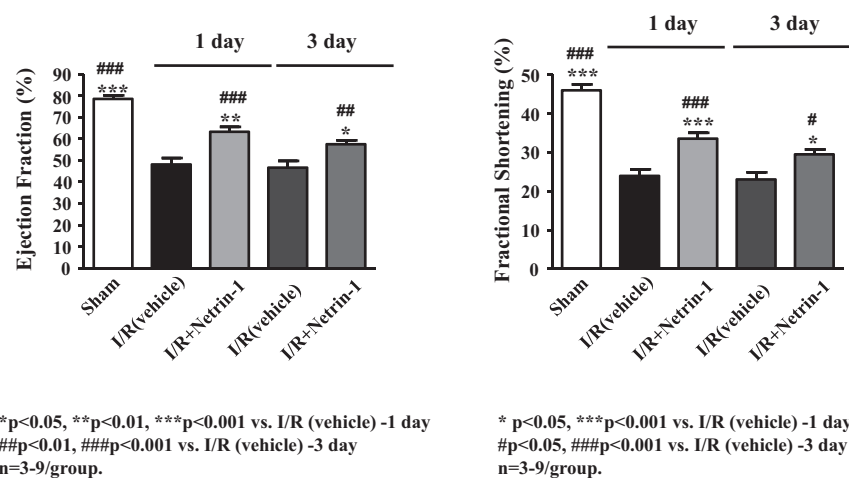 1 day 3 day
###
***
###
**
##
*
Ejection Fraction (%)
90
80
70
60
50
40
30
20
10
0
Sham
I/R(vehicle)
I/R+Netrin-1
I/R(vehicle)
I/R+Netrin-1
*p<0.05, **p<0.01, ***p<0.001 vs. I/R (vehicle) -1 day
##p<0.01, ###p<0.001 vs. I/R (vehicle) -3 day
n=3-9/group.
1 day 3 day
###
***
###
***
#
*
Fractional Shortening (%)
50
40
30
20
10
0
Sham
I/R(vehicle)
I/R+Netrin-1
I/R(vehicle)
I/R+Netrin-1
* p<0.05, ***p<0.001 vs. I/R (vehicle) -1 day
#p<0.05, ###p<0.001 vs. I/R (vehicle) -3 day
n=3-9/group.